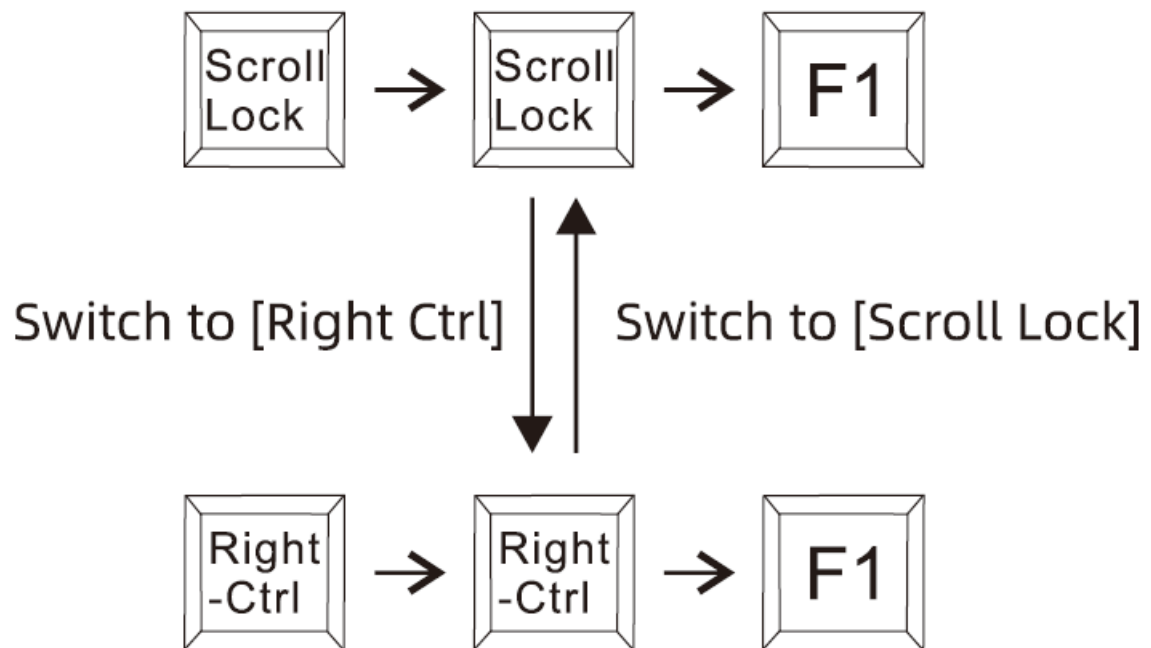 Scroll
Lock
Scroll
Lock
F1
Switch to [Right Ctrl]
Switch to [Scroll Lock]
Right
-Ctrl
Right
-Ctrl
F1